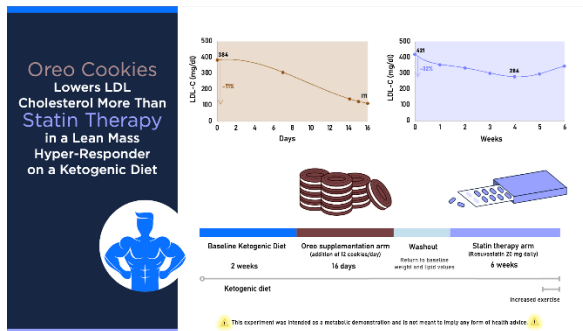 Oreo Cookies
Lowers LDL
Cholesterol More Than
Statin Therapy
in a Lean Mass
Hyper-Responder
on a Ketogenic Diet
LDL-C (mg/dl)
500
400
300
200
100
0
384
-71%
111
0 2 4 6 8 10 12 14 16
Days
LDL-C (mg/dl)
500
400
300
200
100
0
421
-32%
284
0 1 2 3 4 5 6
Weeks
Baseline Ketogenic Diet
2 weeks
Oreo supplementation arm
(addition of 12 cookies/day)
16 days
Washout
Return to baseline
weight and lipid values
Statin therapy arm
(Rosuvastatin 20 mg daily)
6 weeks
Ketogenic diet
Increased exercise
This experiment was intended as a metabolic demonstration and is not meant to imply any form of health advice.